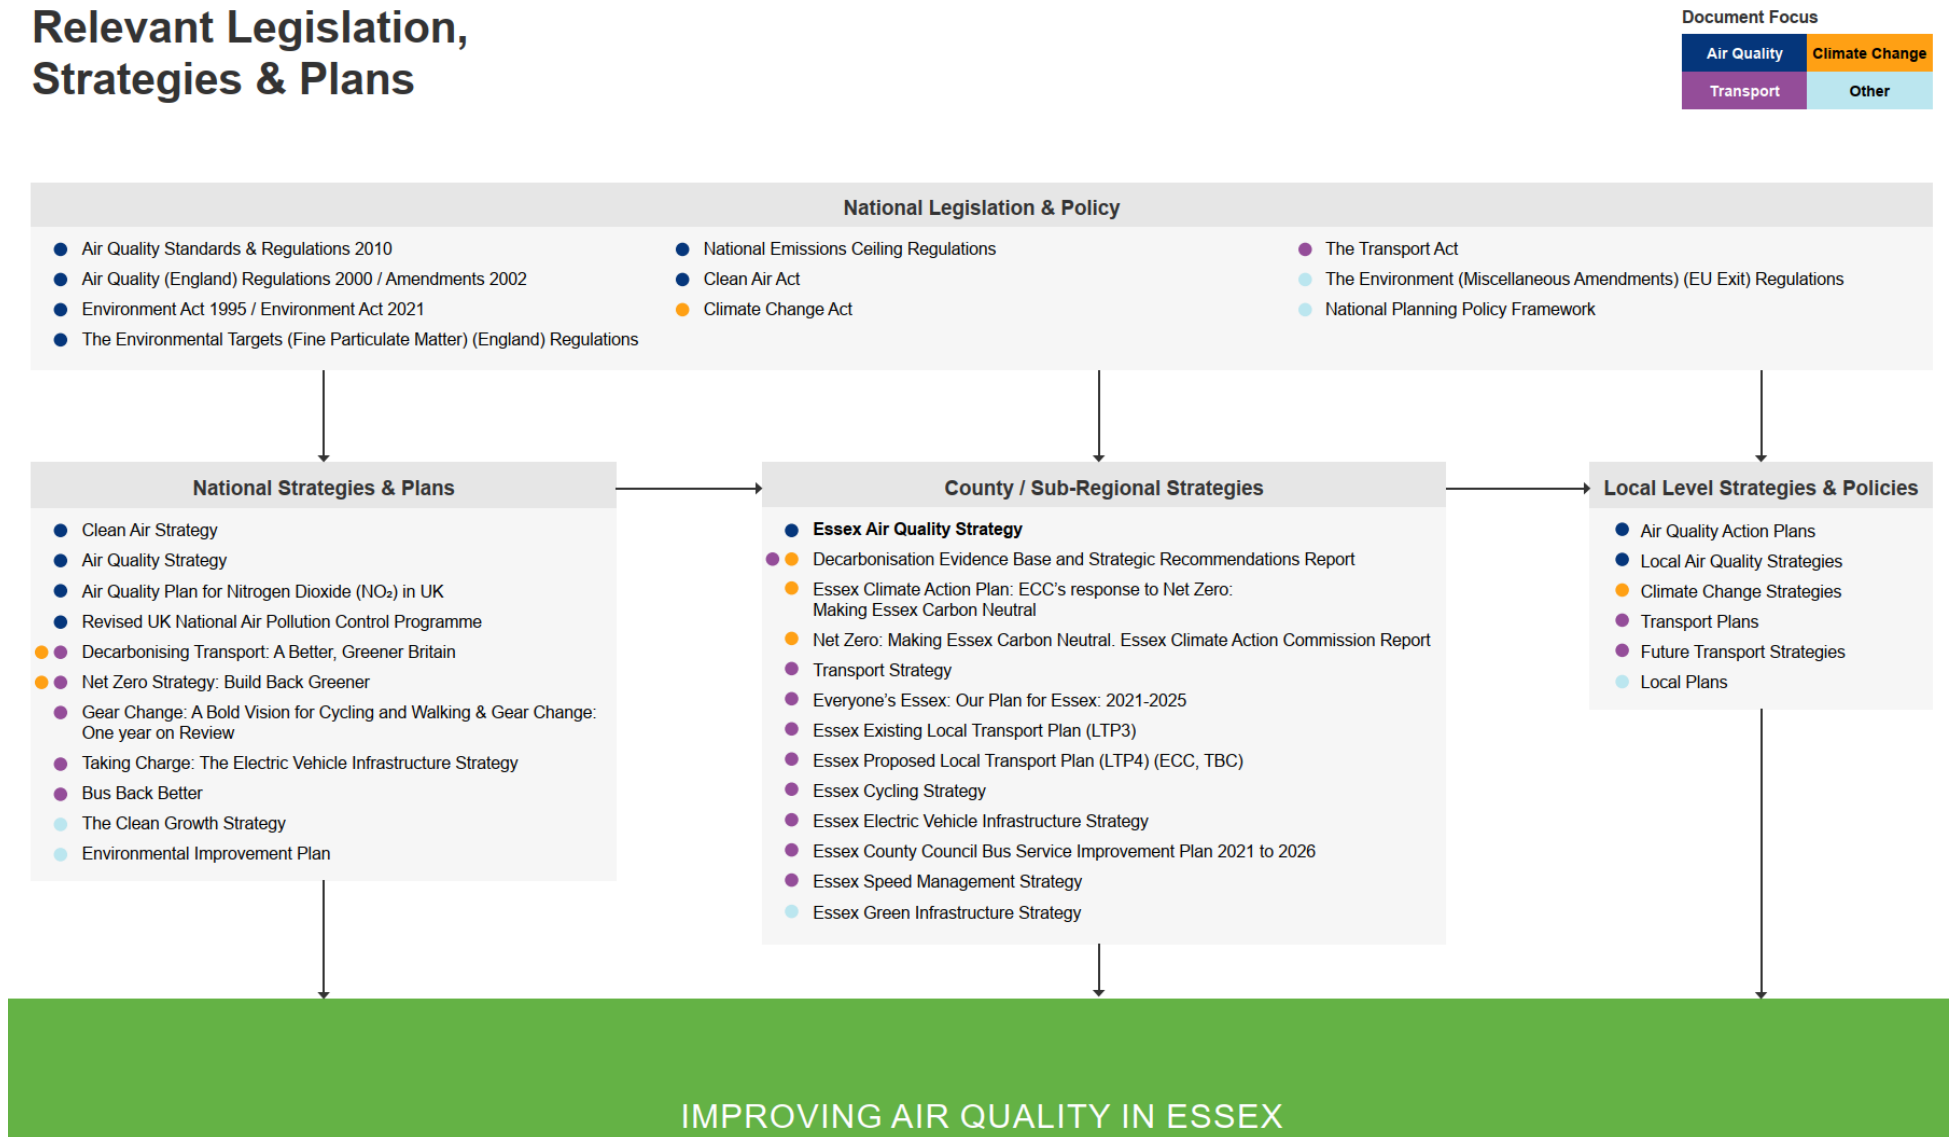 Relevant Legislation,
Strategies & Plans
Document Focus
Air Quality
Climate Change
Transport
Other
National Legislation & Policy
Air Quality Standards & Regulations 2010
Air Quality (England) Regulations 2000 / Amendments 2002
Environment Act 1995 / Environment Act 2021
The Environmental Targets (Fine Particulate Matter) (England) Regulations
National Emissions Ceiling Regulations
Clean Air Act
Climate Change Act
The Transport Act
The Environment (Miscellaneous Amendments) (EU Exit) Regulations
National Planning Policy Framework
National Strategies & Plans
Clean Air Strategy
Air Quality Strategy
Air Quality Plan for Nitrogen Dioxide (NO₂) in UK
Revised UK National Air Pollution Control Programme
Decarbonising Transport: A Better, Greener Britain
Net Zero Strategy: Build Back Greener
Gear Change: A Bold Vision for Cycling and Walking & Gear Change:
One year on Review
Taking Charge: The Electric Vehicle Infrastructure Strategy
Bus Back Better
The Clean Growth Strategy
Environmental Improvement Plan
County / Sub-Regional Strategies
Essex Air Quality Strategy
Decarbonisation Evidence Base and Strategic Recommendations Report
Essex Climate Action Plan: ECC's response to Net Zero:
Making Essex Carbon Neutral
Net Zero: Making Essex Carbon Neutral. Essex Climate Action Commission Report
Transport Strategy
Everyone's Essex: Our Plan for Essex: 2021-2025
Essex Existing Local Transport Plan (LTP3)
Essex Proposed Local Transport Plan (LTP4) (ECC, TBC)
Essex Cycling Strategy
Essex Electric Vehicle Infrastructure Strategy
Essex County Council Bus Service Improvement Plan 2021 to 2026
Essex Speed Management Strategy
Essex Green Infrastructure Strategy
Local Level Strategies & Policies
Air Quality Action Plans
Local Air Quality Strategies
Climate Change Strategies
Transport Plans
Future Transport Strategies
Local Plans
IMPROVING AIR QUALITY IN ESSEX